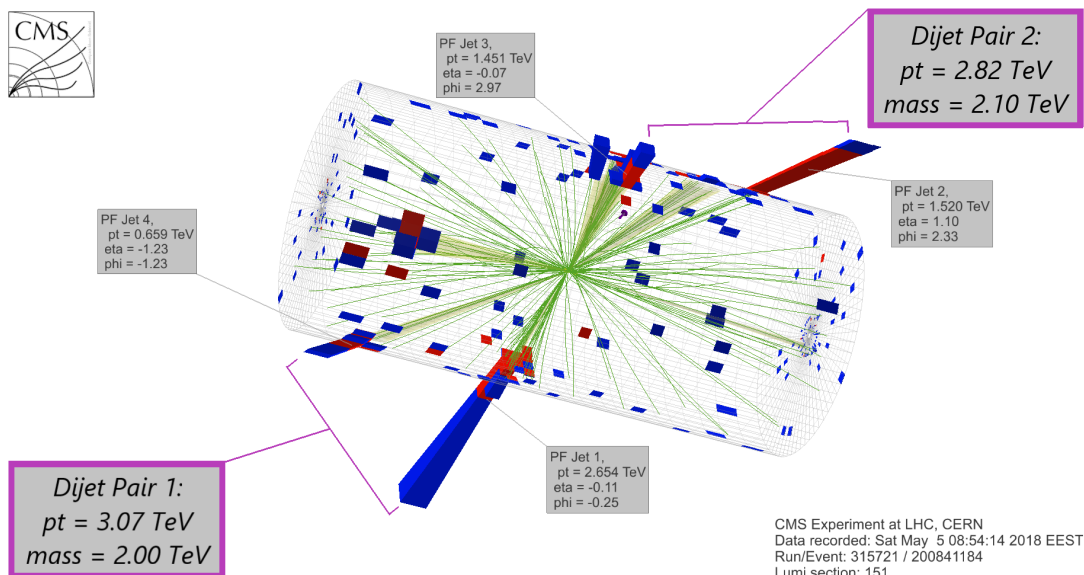 CMS
PF Jet 3,
pt = 1.451 TeV
eta = -0.07
phi = 2.97
Dijet Pair 2:
pt = 2.82 TeV
mass = 2.10 TeV
PF Jet 2,
pt = 1.520 TeV
eta = 1.10
phi = 2.33
PF Jet 4,
pt = 0.659 TeV
eta = -1.23
phi = -1.23
PF Jet 1,
pt = 2.654 TeV
eta = -0.11
phi = -0.25
Dijet Pair 1:
pt = 3.07 TeV
mass = 2.00 TeV
CMS Experiment at LHC, CERN
Data recorded: Sat May 5 08:54:14 2018 EEST
Run/Event: 315721 / 200841184
Lumi section: 151